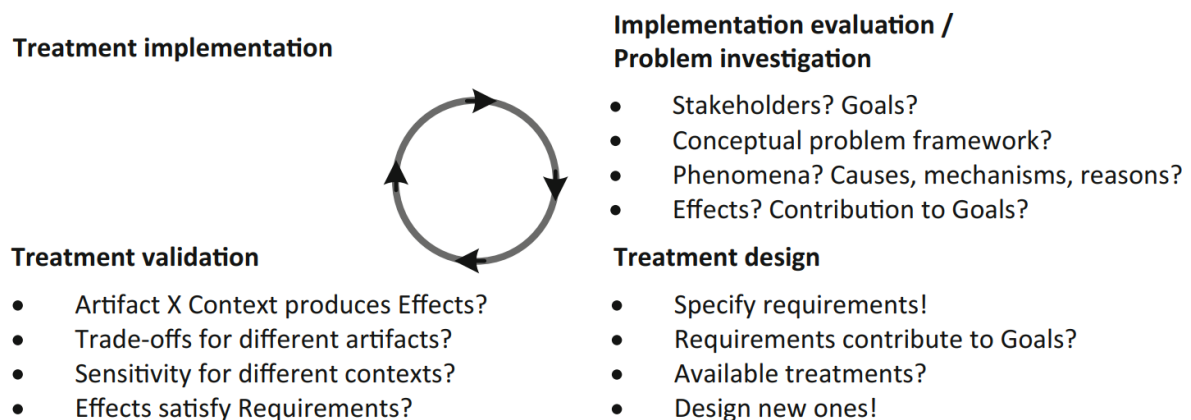 Treatment implementation
Implementation evaluation /
Problem investigation
• Stakeholders? Goals?
• Conceptual problem framework?
• Phenomena? Causes, mechanisms, reasons?
• Effects? Contribution to Goals?
Treatment validation
• Artifact X Context produces Effects?
• Trade-offs for different artifacts?
• Sensitivity for different contexts?
• Effects satisfy Requirements?
Treatment design
• Specify requirements!
• Requirements contribute to Goals?
• Available treatments?
• Design new ones!